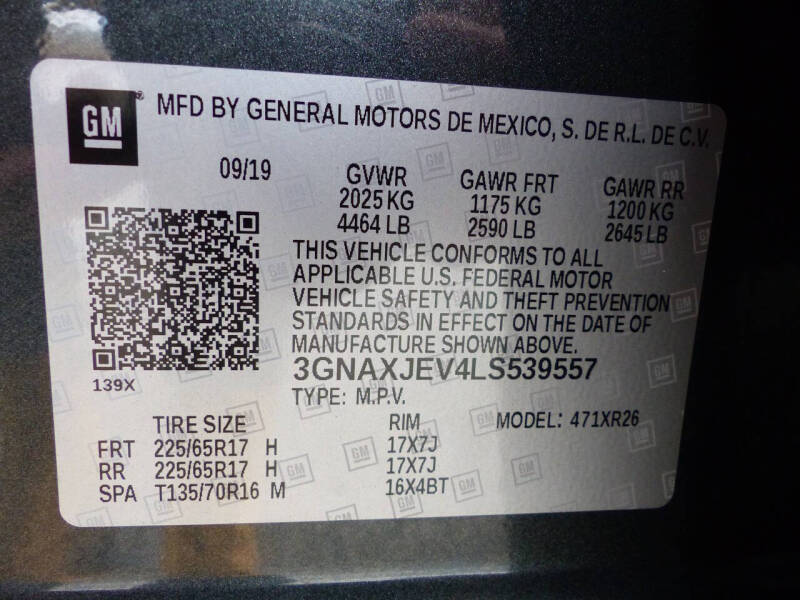 GM ® MFD BY GENERAL MOTORS DE MEXICO, S. DE R.L. DE C.V.
09/19 GVWR GAWR FRT GAWR RR
2025 KG 1175 KG 1200 KG
4464 LB 2590 LB 2645 LB
THIS VEHICLE CONFORMS TO ALL
APPLICABLE U.S. FEDERAL MOTOR
VEHICLE SAFETY AND THEFT PREVENTION
STANDARDS IN EFFECT ON THE DATE OF
MANUFACTURE SHOWN ABOVE.
3GNAXJEV4LS539557
139X
TYPE: M.P.V.
TIRE SIZE RIM MODEL: 471XR26
FRT 225/65R17 H 17X7J
RR 225/65R17 H 17X7J
SPA T135/70R16 M 16X4BT